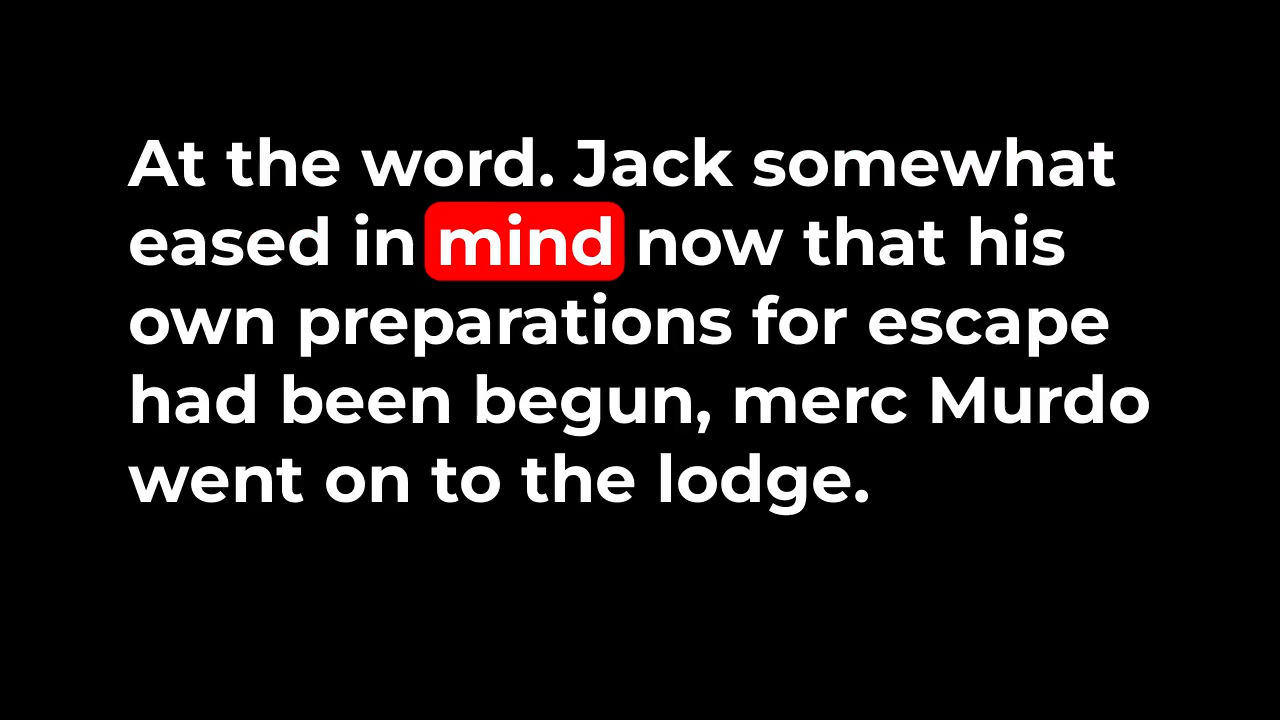 At the word. Jack somewhat
eased in mind now that his
own preparations for escape
had been begun, merc Murdo
went on to the lodge.